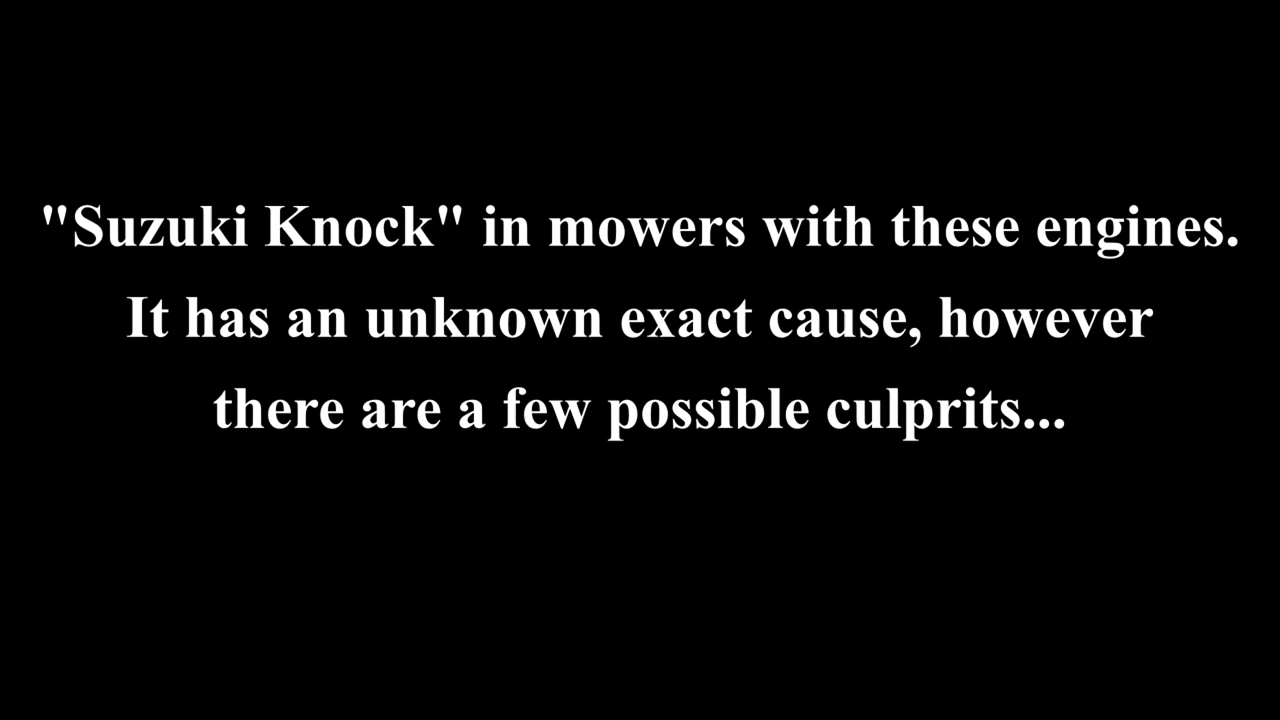 "Suzuki Knock" in mowers with these engines.
It has an unknown exact cause, however
there are a few possible culprits...